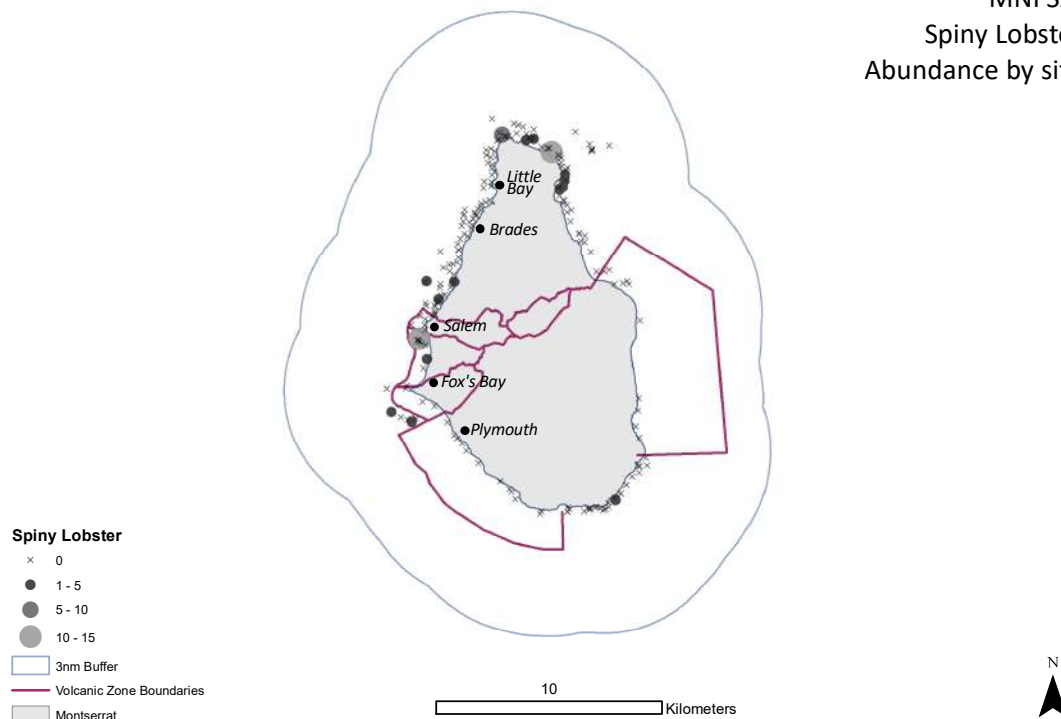 Spiny Lobster
Abundance by
Little
Bay
Brades
Salem
Fox's Bay
Plymouth
Spiny Lobster
0
1 - 5
5 - 10
10 - 15
3nm Buffer
Volcanic Zone Boundaries
Montserrat
10
Kilometers
N